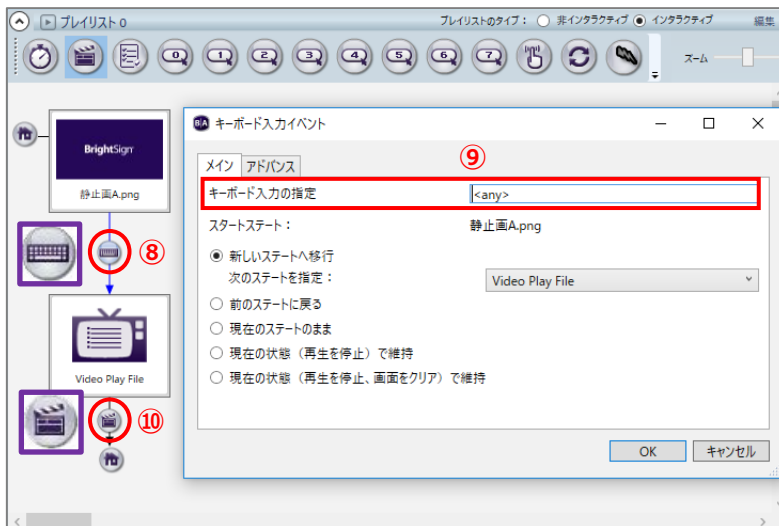 プレイリスト 0
プレイリストのタイプ： 非インタラクティブ インタラクティブ 編集
0 1 2 3 4 5 6 7
ズーム
BrightSign
静止画A.png
⑧
Video Play File
⑩
BA キーボード入力イベント
メイン アドバンス
⑨
キーボード入力の指定 <any>
スタートステート： 静止画A.png
新しいステートへ移行
次のステートを指定： Video Play File
前のステートに戻る
現在のステートのまま
現在の状態（再生を停止）で維持
現在の状態（再生を停止、画面をクリア）で維持
OK キャンセル